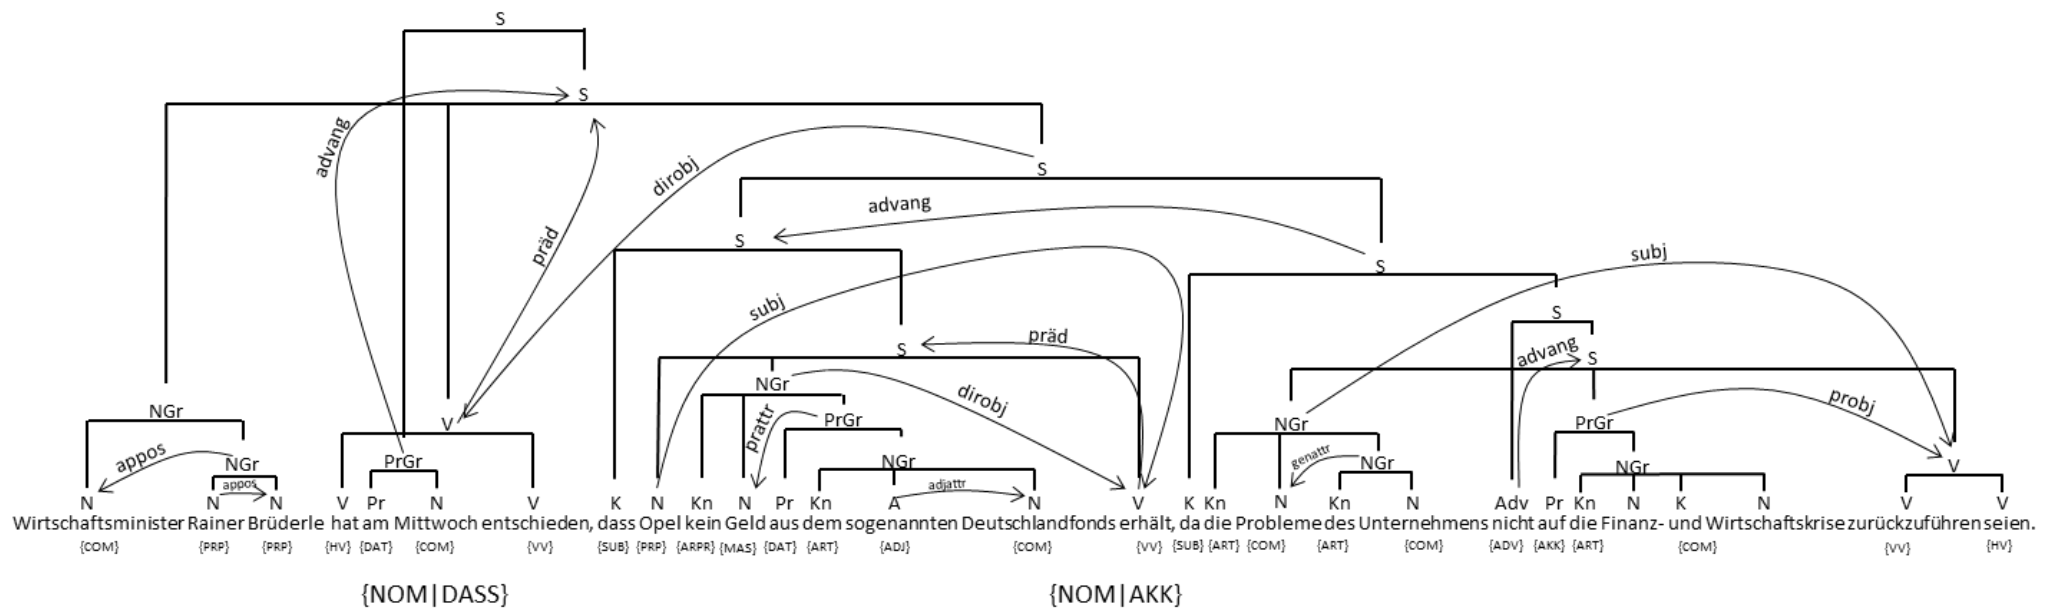 S
advang S
dirobj S
präd advang S
S subj
subj S
präd S advang S
NGr dirobj probj
NGr V prattr PrGr NGr PrGr
appos NGr PrGr NGr genattr NGr NGr V
N N appos N V Pr N V K N Kn N Pr Kn A adjattr N V K Kn N Kn N Adv Pr Kn N K N V V
Wirtschaftsminister Rainer Brüderle hat am Mittwoch entschieden, dass Opel kein Geld aus dem sogenannten Deutschlandfonds erhält, da die Probleme des Unternehmens nicht auf die Finanz- und Wirtschaftskrise zurückzuführen seien.
{COM} {PRP} {PRP} {HV} {DAT} {COM} {VV} {SUB} {PRP} {ARPR} {MAS} {DAT} {ART} {ADJ} {COM} {VV} {SUB} {ART} {COM} {ART} {COM} {ADV} {AKK} {ART} {COM} {VV} {HV}
{NOM|DASS} {NOM|AKK}